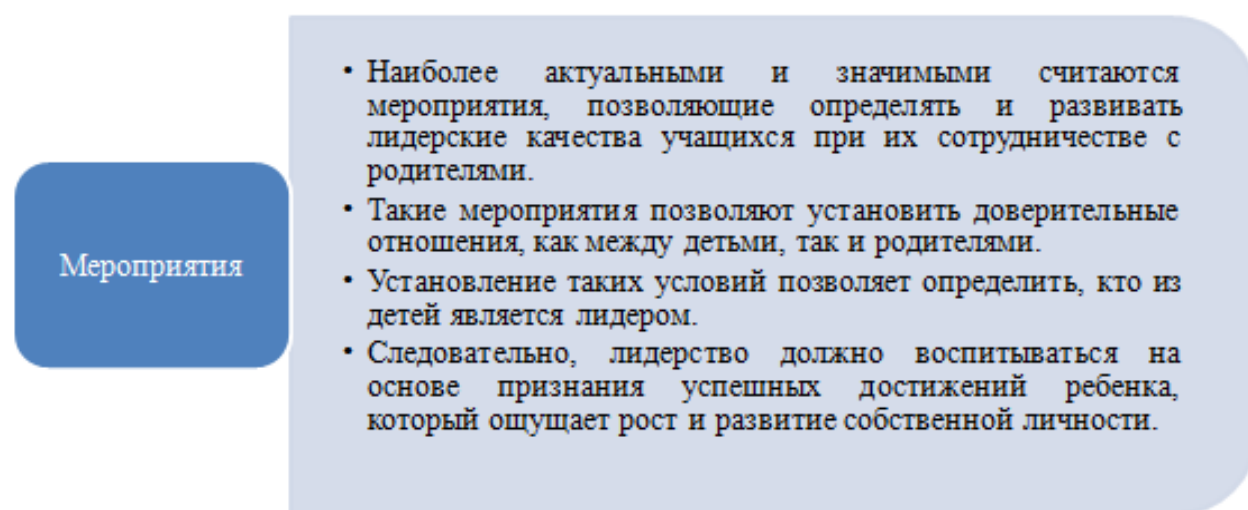 Мероприятия
• Наиболее актуальными и значимыми считаются
мероприятия, позволяющие определять и развивать
лидерские качества учащихся при их сотрудничестве с
родителями.
• Такие мероприятия позволяют установить доверительные
отношения, как между детьми, так и родителями.
• Установление таких условий позволяет определить, кто из
детей является лидером.
• Следовательно, лидерство должно воспитываться на
основе признания успешных достижений ребенка,
который ощущает рост и развитие собственной личности.